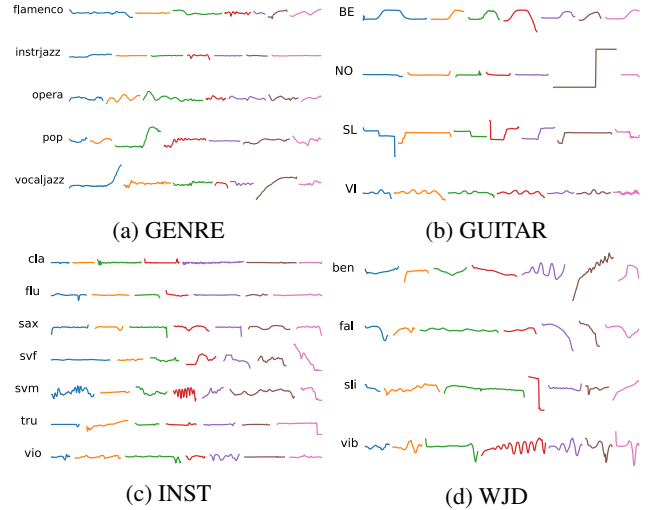 flamenco
instrjazz
opera
pop
vocaljazz
(a) GENRE
BE
NO
SL
VI
(b) GUITAR
cla
flu
sax
svf
svm
tru
vio
(c) INST
ben
fal
sli
vib
(d) WJD